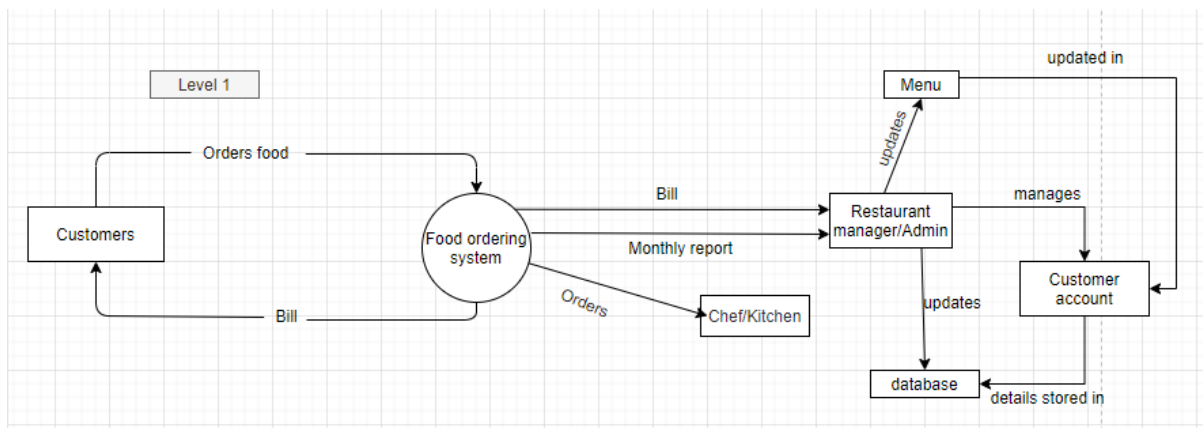 updated in
Level 1
Menu
updates
Orders food
Bill
manages
Restaurant
manager/Admin
Customers
Food ordering
system
Monthly report
Customer
account
Orders
updates
Bill
Chef/Kitchen
database
details stored in